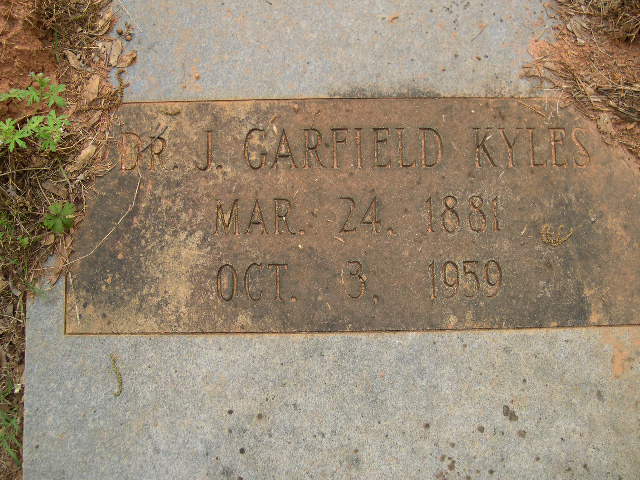 DR. J. GARFIELD KYLES
MAR. 24, 1881
OCT. 3, 1959